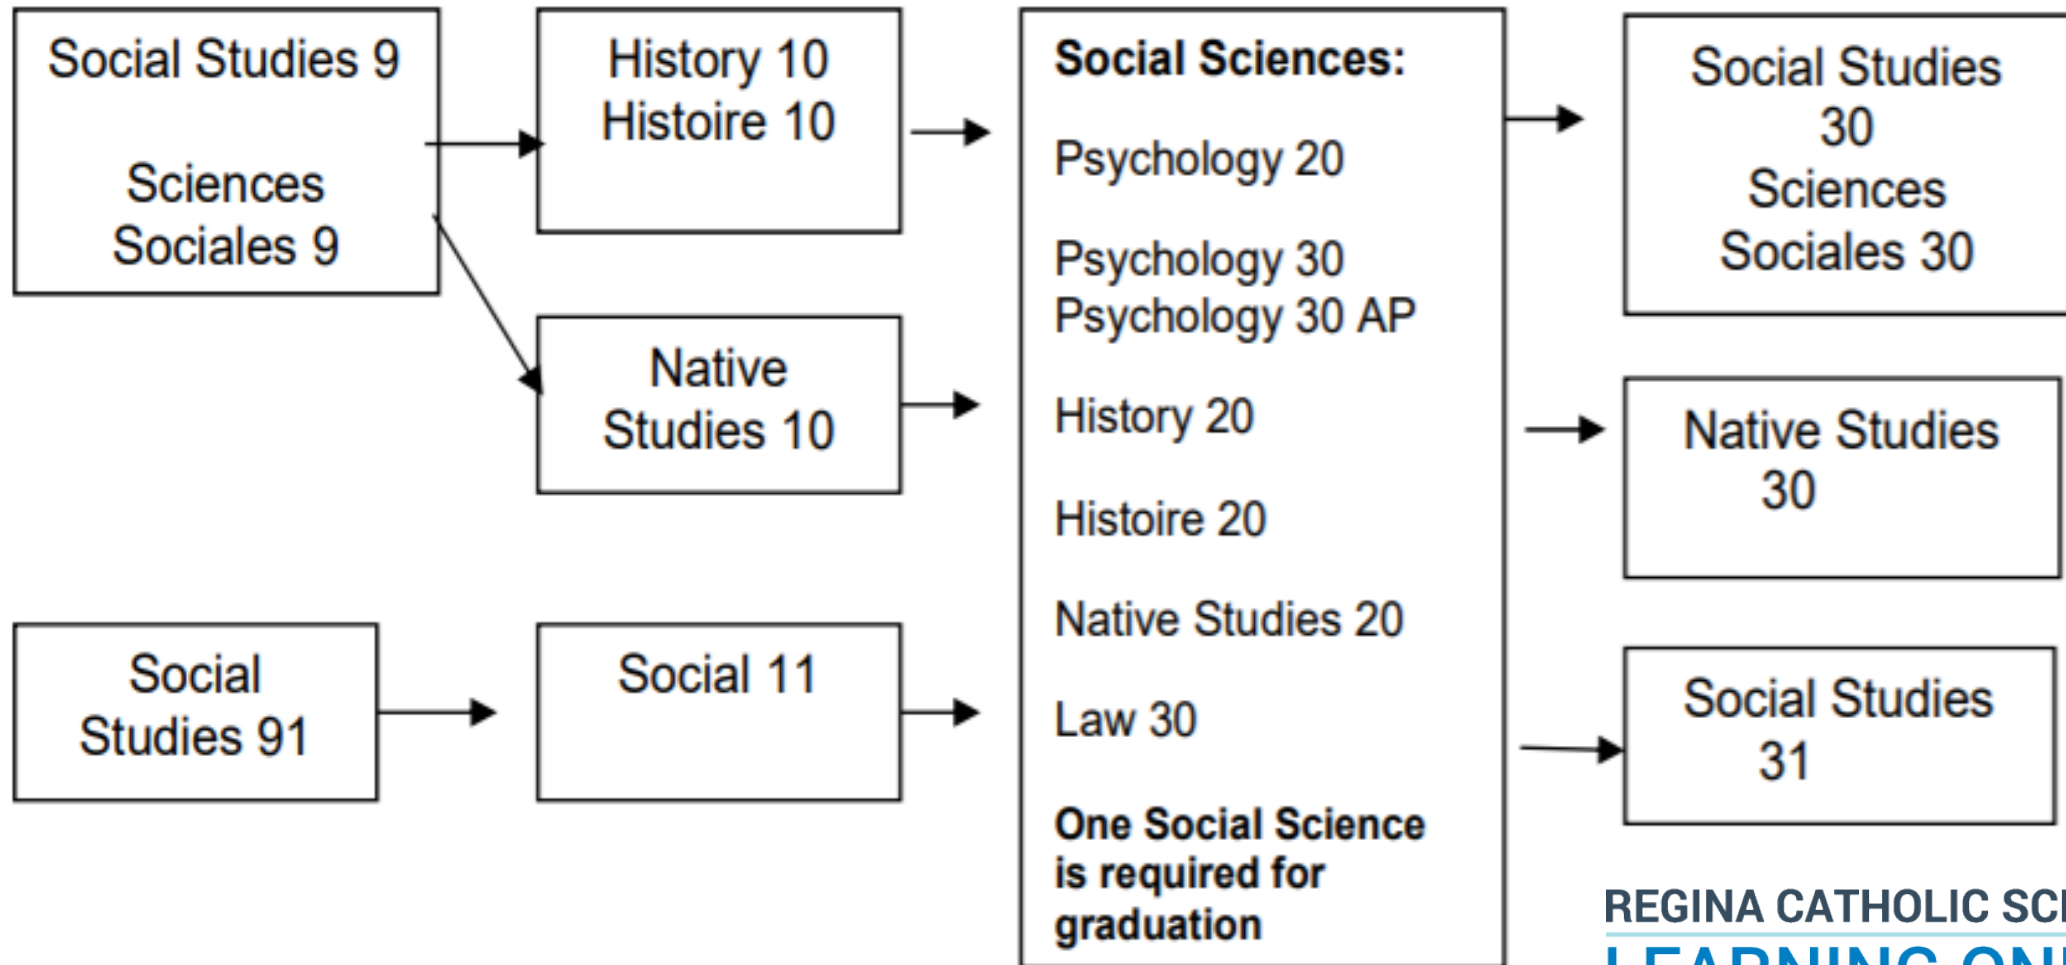 Social Studies 9
Sciences
Sociales 9
History 10
Histoire 10
Native
Studies 10
Social
Studies 91
Social 11
Social Sciences:
Psychology 20
Psychology 30
Psychology 30 AP
History 20
Histoire 20
Native Studies 20
Law 30
One Social Science
is required for
graduation
Social Studies
30
Sciences
Sociales 30
Native Studies
30
Social Studies
31
REGINA CATHOLIC
LEARNING